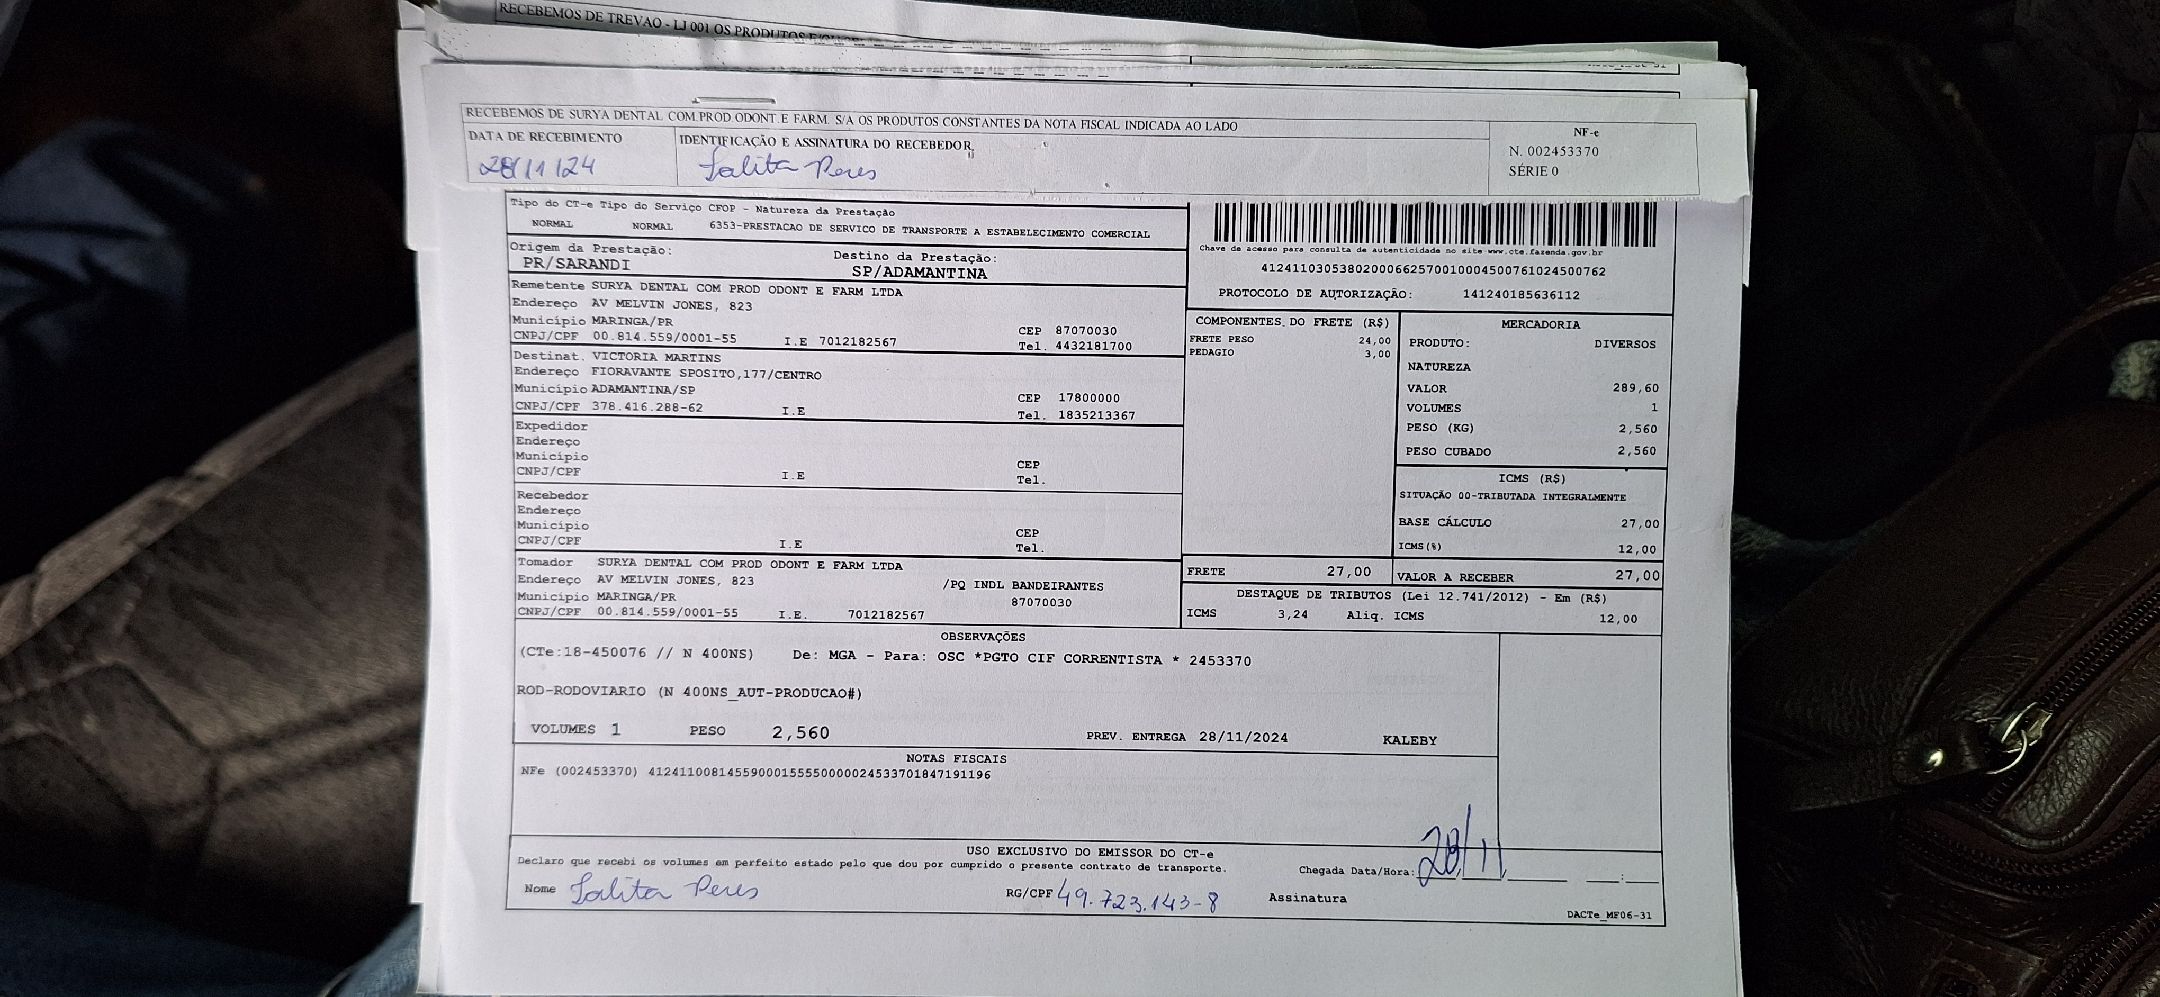 RECEBEMOS DE TREVAO - LJ 001 OS PRODUTOS
RECEBEMOS DE SURYA DENTAL COM.PROD.ODONT.E FARM. S/A OS PRODUTOS CONSTANTES DA NOTA FISCAL INDICADA AO LADO
DATA DE RECEBIMENTO
28/11/24
IDENTIFICAÇÃO E ASSINATURA DO RECEBEDOR
Talita Peres
NF-e
N. 002453370
SÉRIE 0
Tipo do CT-e Tipo do Serviço CFOP - Natureza da Prestação
NORMAL NORMAL 6353-PRESTACAO DE SERVICO DE TRANSPORTE A ESTABELECIMENTO COMERCIAL
Origem da Prestação: Destino da Prestação:
PR/SARANDI SP/ADAMANTINA
Chave de acesso para consulta de autenticidade no site www.cte.fazenda.gov.br
41241103053802000662570010004500761024500762
PROTOCOLO DE AUTORIZAÇÃO: 141240185636112
Remetente SURYA DENTAL COM PROD ODONT E FARM LTDA
Endereço AV MELVIN JONES, 823
Município MARINGA/PR CEP 87070030
CNPJ/CPF 00.814.559/0001-55 I.E 7012182567 Tel. 4432181700
Destinat. VICTORIA MARTINS
Endereço FIORAVANTE SPOSITO,177/CENTRO
Município ADAMANTINA/SP CEP 17800000
CNPJ/CPF 378.416.288-62 I.E Tel. 1835213367
Expedidor
Endereço
Município CEP
CNPJ/CPF I.E Tel.
Recebedor
Endereço
Município CEP
CNPJ/CPF I.E Tel.
Tomador SURYA DENTAL COM PROD ODONT E FARM LTDA
Endereço AV MELVIN JONES, 823 /PQ INDL BANDEIRANTES
Município MARINGA/PR 87070030
CNPJ/CPF 00.814.559/0001-55 I.E. 7012182567
COMPONENTES DO FRETE (R$)
FRETE PESO 24,00
PEDAGIO 3,00
MERCADORIA
PRODUTO: DIVERSOS
NATUREZA
VALOR 289,60
VOLUMES 1
PESO (KG) 2,560
PESO CUBADO 2,560
ICMS (R$)
SITUAÇÃO 00-TRIBUTADA INTEGRALMENTE
BASE CÁLCULO 27,00
ICMS(%) 12,00
FRETE 27,00 VALOR A RECEBER 27,00
DESTAQUE DE TRIBUTOS (Lei 12.741/2012) - Em (R$)
ICMS 3,24 Aliq. ICMS 12,00
OBSERVAÇÕES
(CTe:18-450076 // N 400NS) De: MGA - Para: OSC *PGTO CIF CORRENTISTA * 2453370
ROD-RODOVIARIO (N 400NS_AUT-PRODUCAO#)
VOLUMES 1 PESO 2,560 PREV. ENTREGA 28/11/2024 KALEBY
NOTAS FISCAIS
NFe (002453370) 41241100814559000155550000024533701847191196
USO EXCLUSIVO DO EMISSOR DO CT-e
Declaro que recebi os volumes em perfeito estado pelo que dou por cumprido o presente contrato de transporte.
Chegada Data/Hora: 28/11
Nome Talita Peres RG/CPF 49.723.143-8 Assinatura
DACTe_MF06-31